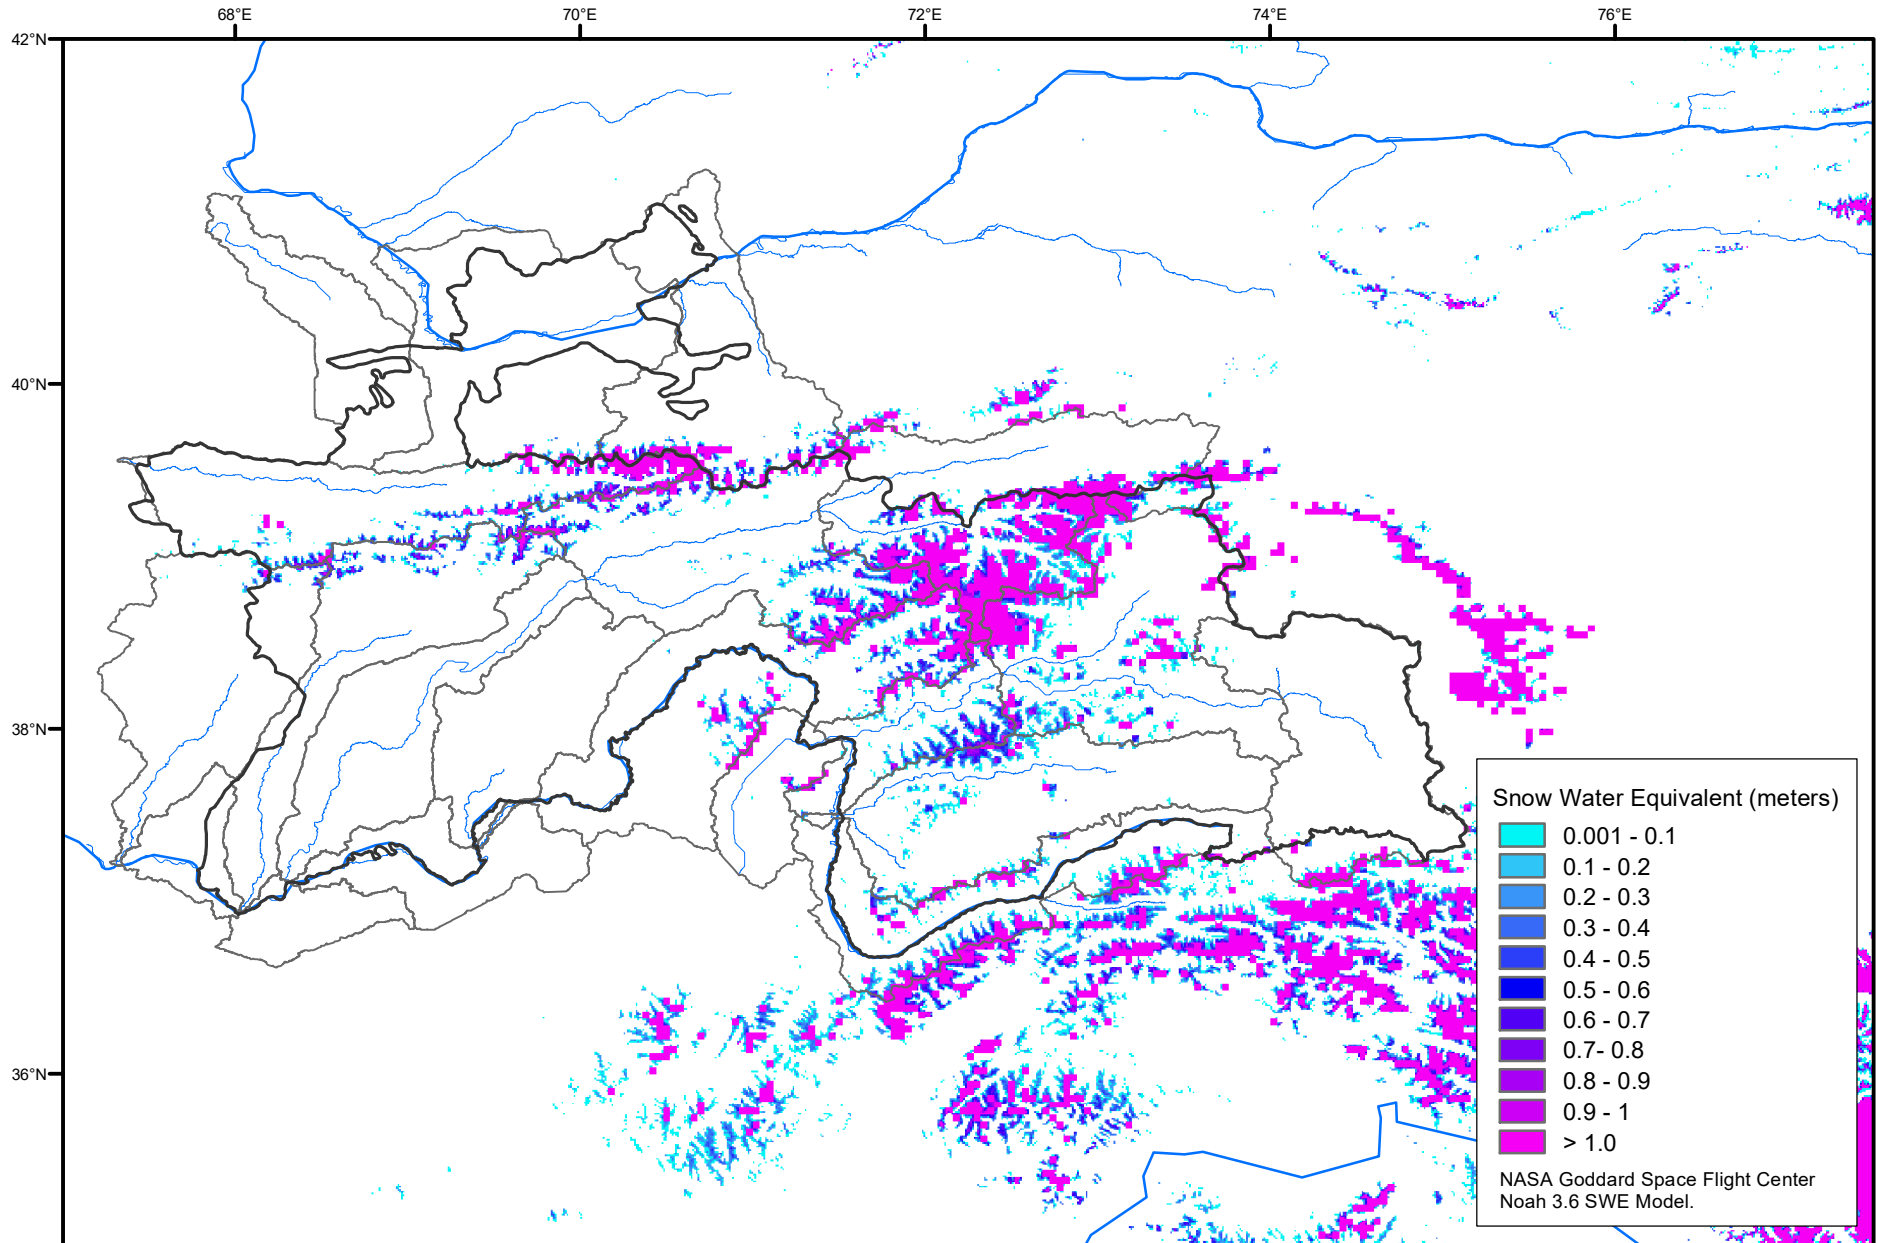 68°E 70°E 72°E 74°E 76°E
42°N
40°N
38°N
36°N
Snow Water Equivalent (meters)
0.001 - 0.1
0.1 - 0.2
0.2 - 0.3
0.3 - 0.4
0.4 - 0.5
0.5 - 0.6
0.6 - 0.7
0.7- 0.8
0.8 - 0.9
0.9 - 1
> 1.0
NASA Goddard Space Flight Center
Noah 3.6 SWE Model.